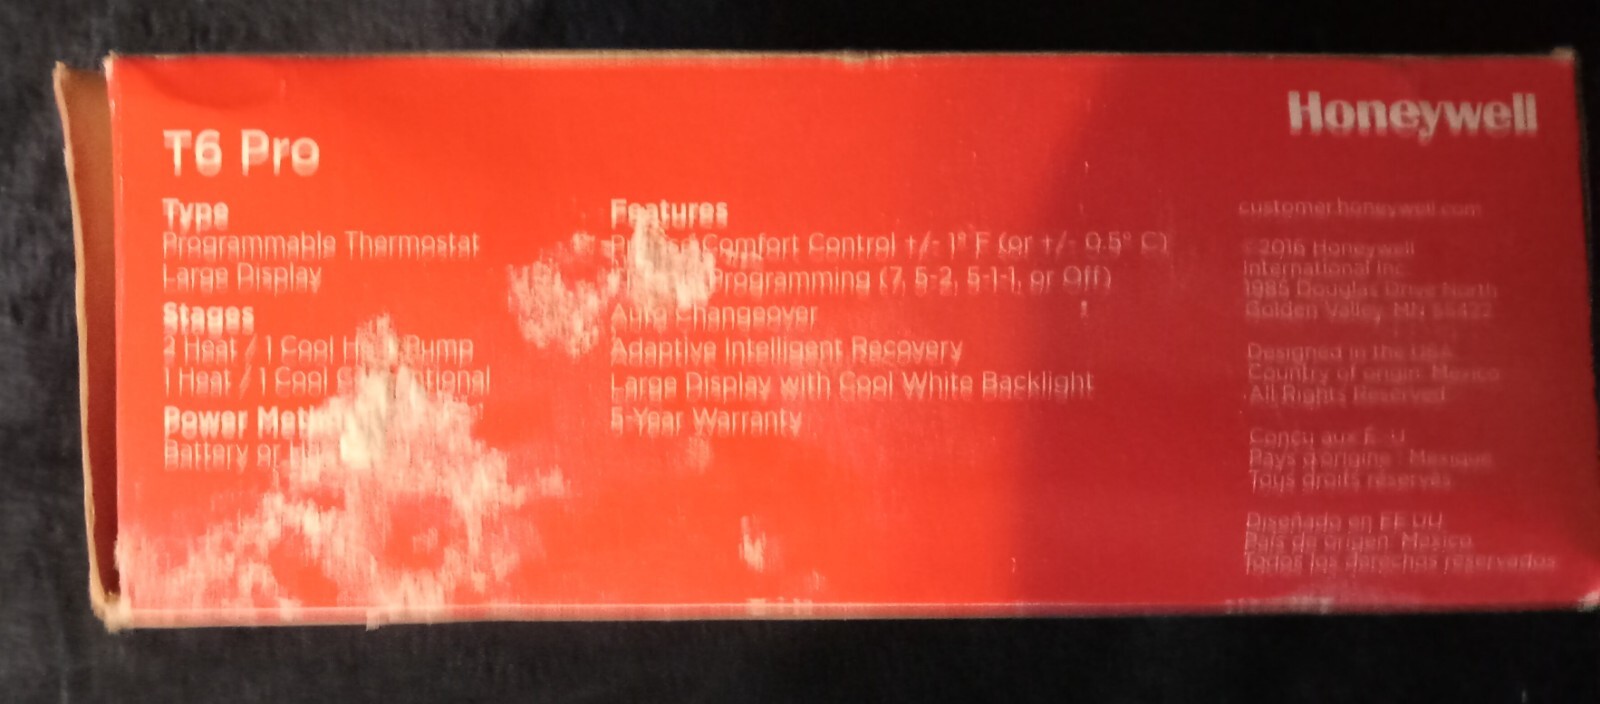 Honeywell
T6 Pro
Type
Programmable Thermostat
Large Display
Stages
2 Heat / 1 Cool Pump
1 Heat / 1 Cool
Power
Battery or
Features
Comfort Control +/- 1° F (or +/- 0.5° C)
Programming (7, 5-2, 5-1-1, or Off)
Auto Changeover
Adaptive Intelligent Recovery
Large Display with Cool White Backlight
5-Year Warranty
customer.honeywell.com
©2016 Honeywell
International Inc
1985 Douglas Drive North
Golden Valley, MN 55422
Designed in the USA
Country of origin: Mexico
All Rights Reserved
Conçu aux É.-U
Pays d'origine : Mexique
Tous droits réservés
Diseñado en EE UU
País de origen: México
Todos los derechos reservados